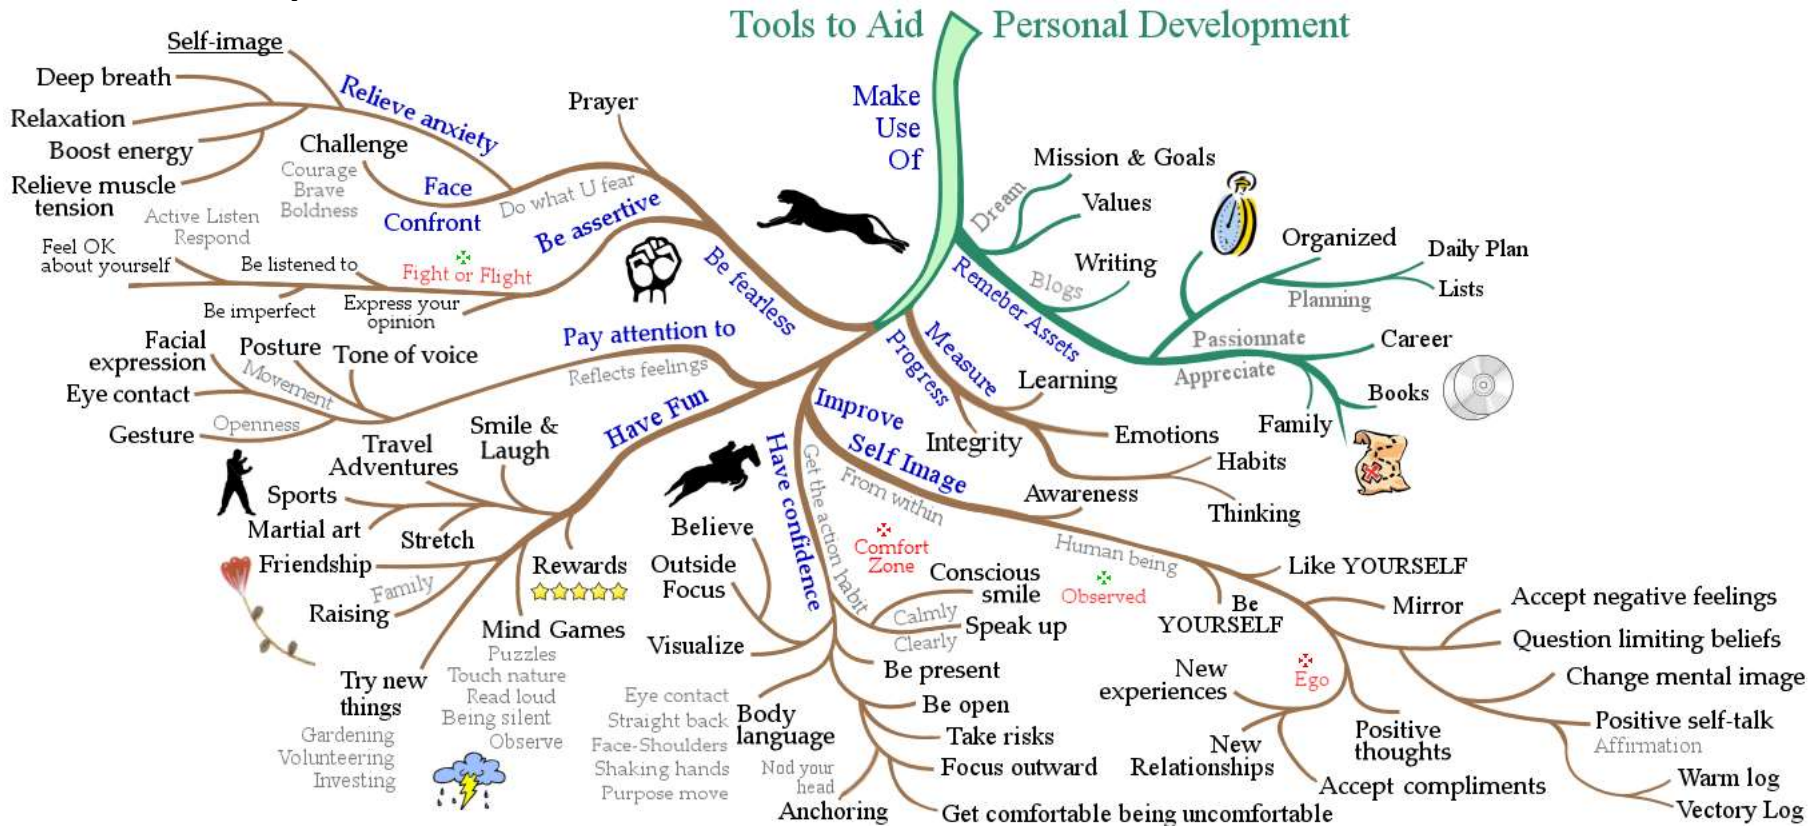 Tools to Aid Personal Development
Make
Use
Of
Self-image
Deep breath
Relaxation
Boost energy
Relieve muscle
tension
Relieve anxiety
Prayer
Challenge
Courage
Brave
Boldness
Face
Confront
Do what U fear
Be assertive
Be fearless
Active Listen
Respond
Feel OK
about yourself
Be listened to
Fight or Flight
Be imperfect
Express your
opinion
Pay attention to
Reflects feelings
Facial
expression
Posture
Tone of voice
Movement
Eye contact
Openness
Gesture
Have Fun
Smile &
Laugh
Travel
Adventures
Sports
Martial art
Stretch
Friendship
Family
Raising
Rewards
Mind Games
Puzzles
Touch nature
Read loud
Being silent
Observe
Try new
things
Gardening
Volunteering
Investing
Dream
Mission & Goals
Values
Writing
Blogs
Remeber Assets
Organized
Daily Plan
Lists
Planning
Passionnate
Appreciate
Career
Books
Family
Measure
Progress
Learning
Integrity
Emotions
Habits
Thinking
Awareness
Improve
Self Image
From within
Human being
Comfort
Zone
Observed
Like YOURSELF
Be
YOURSELF
Mirror
Accept negative feelings
Question limiting beliefs
Change mental image
Positive self-talk
Affirmation
Warm log
Vectory Log
Ego
New
experiences
New
Relationships
Positive
thoughts
Accept compliments
Have confidence
Get the action habit
Believe
Outside
Focus
Visualize
Conscious
smile
Calmly
Clearly
Speak up
Be present
Be open
Take risks
Focus outward
Get comfortable being uncomfortable
Eye contact
Straight back
Face-Shoulders
Shaking hands
Purpose move
Body
language
Nod your
head
Anchoring